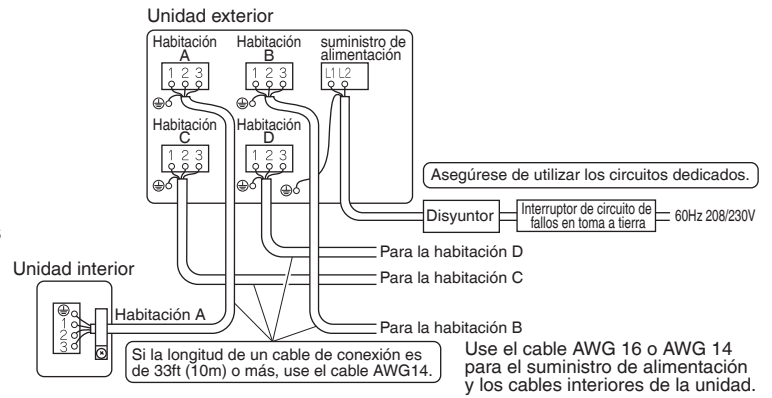 Unidad exterior
Habitación
A
1 2 3
Habitación
B
1 2 3
suministro de
alimentación
L1 L2
Habitación
C
1 2 3
Habitación
D
1 2 3
Asegúrese de utilizar los circuitos dedicados.
Disyuntor
Interruptor de circuito de
fallos en toma a tierra
60Hz 208/230V
Para la habitación D
Para la habitación C
Para la habitación B
Unidad interior
1
2
3
Habitación A
Si la longitud de un cable de conexión es
de 33ft (10m) o más, use el cable AWG14.
Use el cable AWG 16 o AWG 14
para el suministro de alimentación
y los cables interiores de la unidad.